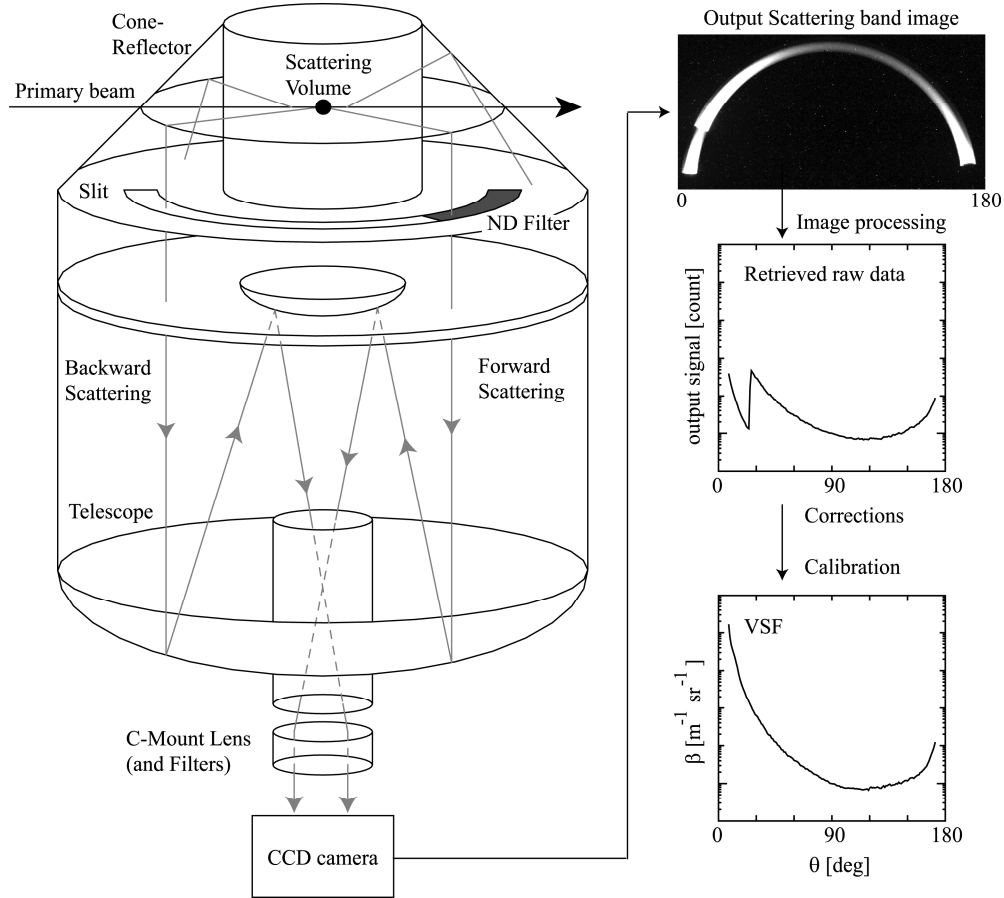 Cone-
Reflector
Scattering
Volume
Primary beam
Slit
ND Filter
Backward
Scattering
Forward
Scattering
Telescope
C-Mount Lens
(and Filters)
CCD camera
Output Scattering band image
0 180
Image processing
Retrieved raw data
output signal [count]
0 90 180
Corrections
Calibration
VSF
β [m⁻¹ sr⁻¹]
0 90 180
θ [deg]